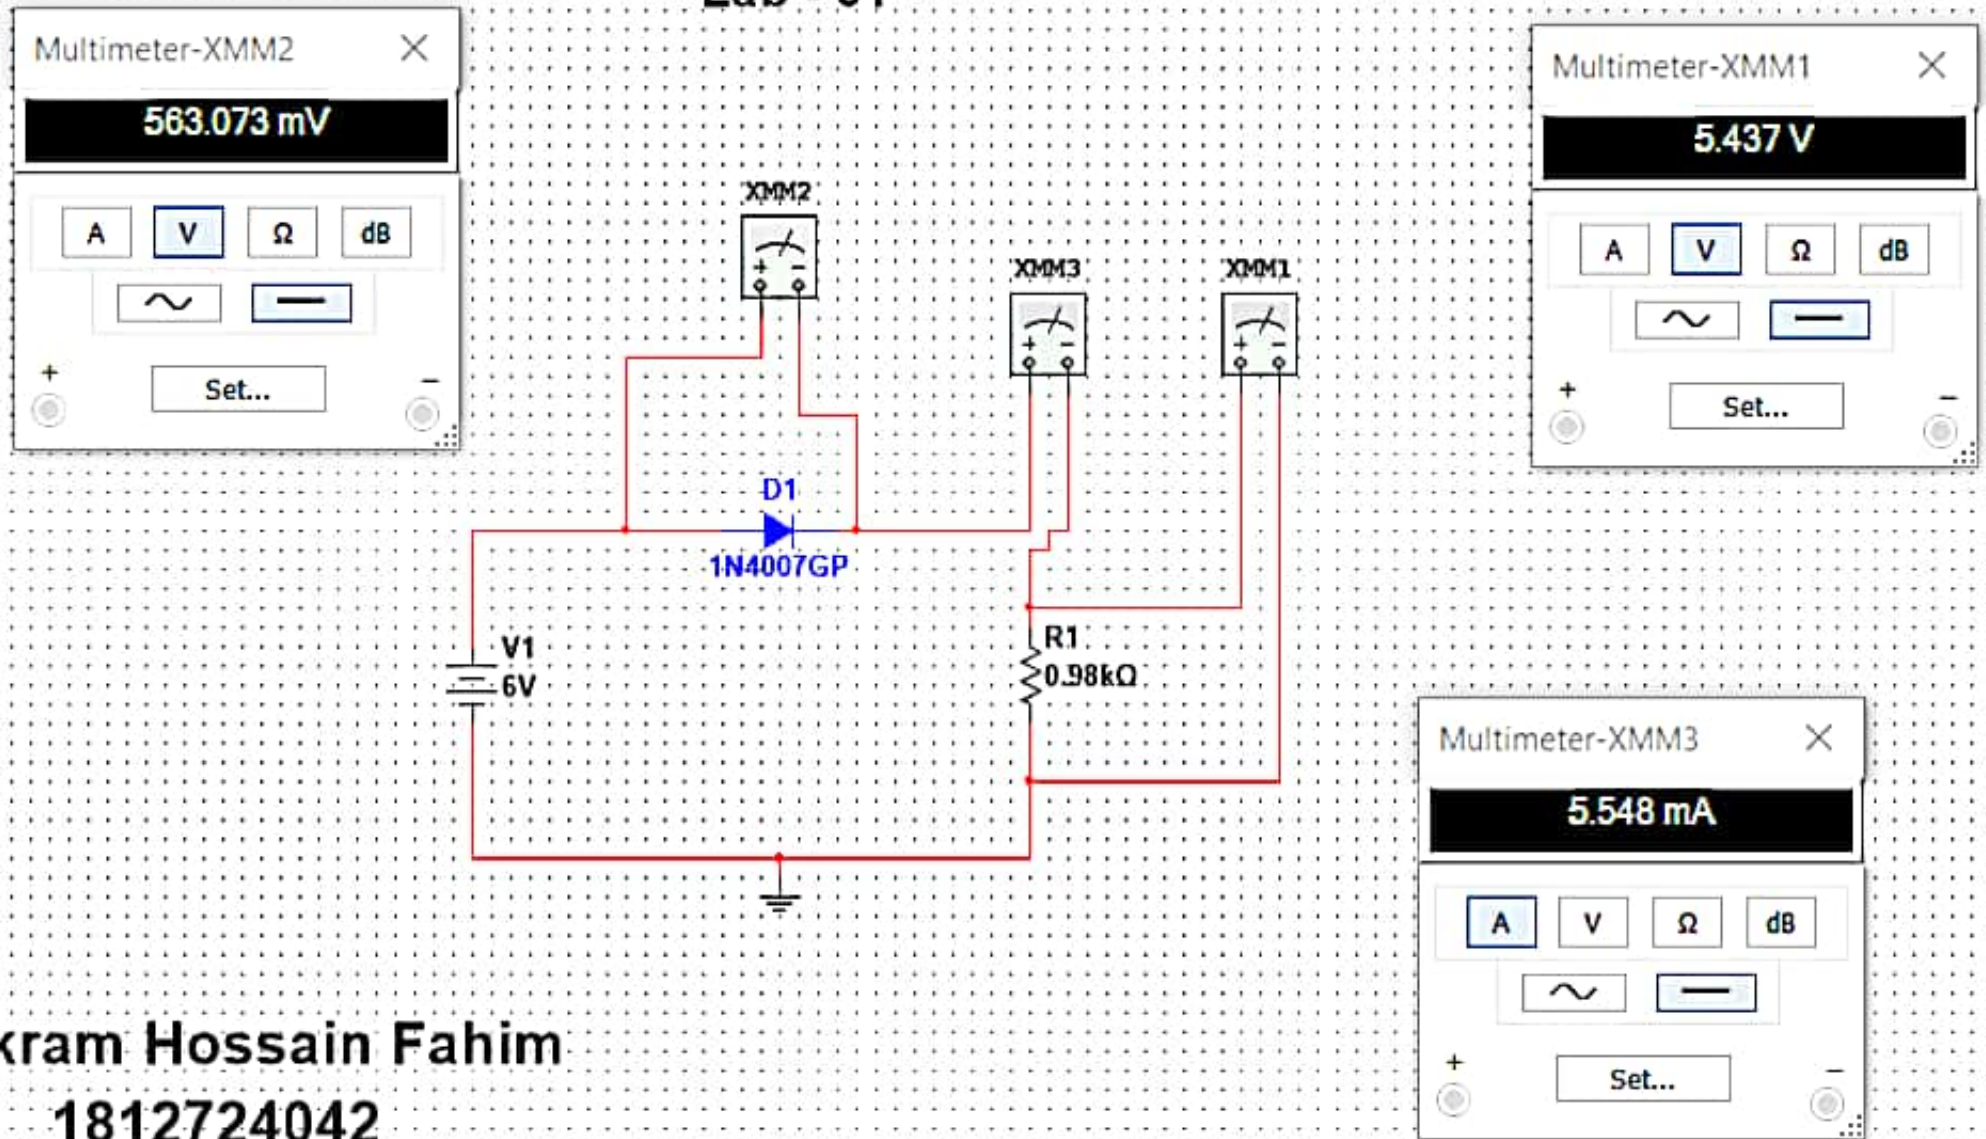 Multimeter-XMM2
563.073 mV
A V Ω dB
+ −
Set...
Multimeter-XMM1
5.437 V
A V Ω dB
+ −
Set...
XMM2
+ −
XMM3
+ −
XMM1
+ −
D1
1N4007GP
V1
6V
R1
0.98kΩ
Multimeter-XMM3
5.548 mA
A V Ω dB
+ −
Set...
Hossain Fahim
1812724042